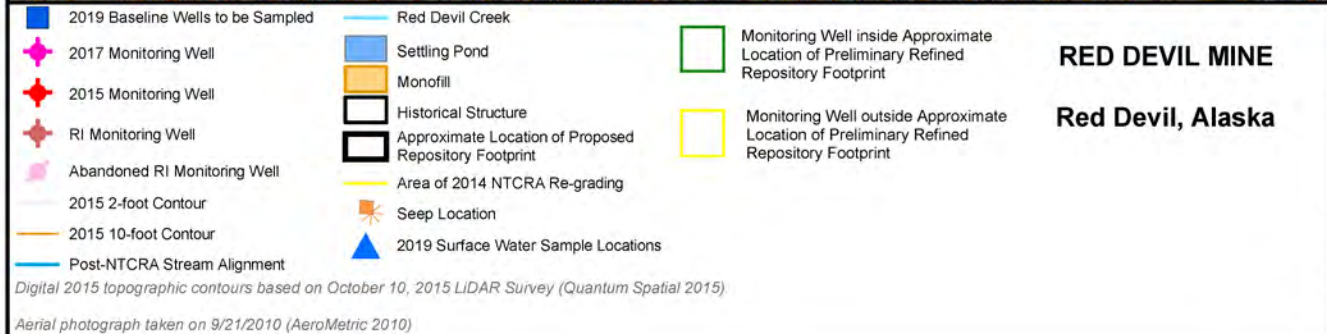 2019 Baseline Wells to be Sampled
2017 Monitoring Well
2015 Monitoring Well
RI Monitoring Well
Abandoned RI Monitoring Well
2015 2-foot Contour
2015 10-foot Contour
Post-NTCRA Stream Alignment
Red Devil Creek
Settling Pond
Monofill
Historical Structure
Approximate Location of Proposed
Repository Footprint
Area of 2014 NTCRA Re-grading
Seep Location
2019 Surface Water Sample Locations
Monitoring Well inside Approximate
Location of Preliminary Refined
Repository Footprint
Monitoring Well outside Approximate
Location of Preliminary Refined
Repository Footprint
RED DEVIL MINE
Red Devil, Alaska
Digital 2015 topographic contours based on October 10, 2015 LiDAR Survey (Quantum Spatial 2015)
Aerial photograph taken on 9/21/2010 (AeroMetric 2010)